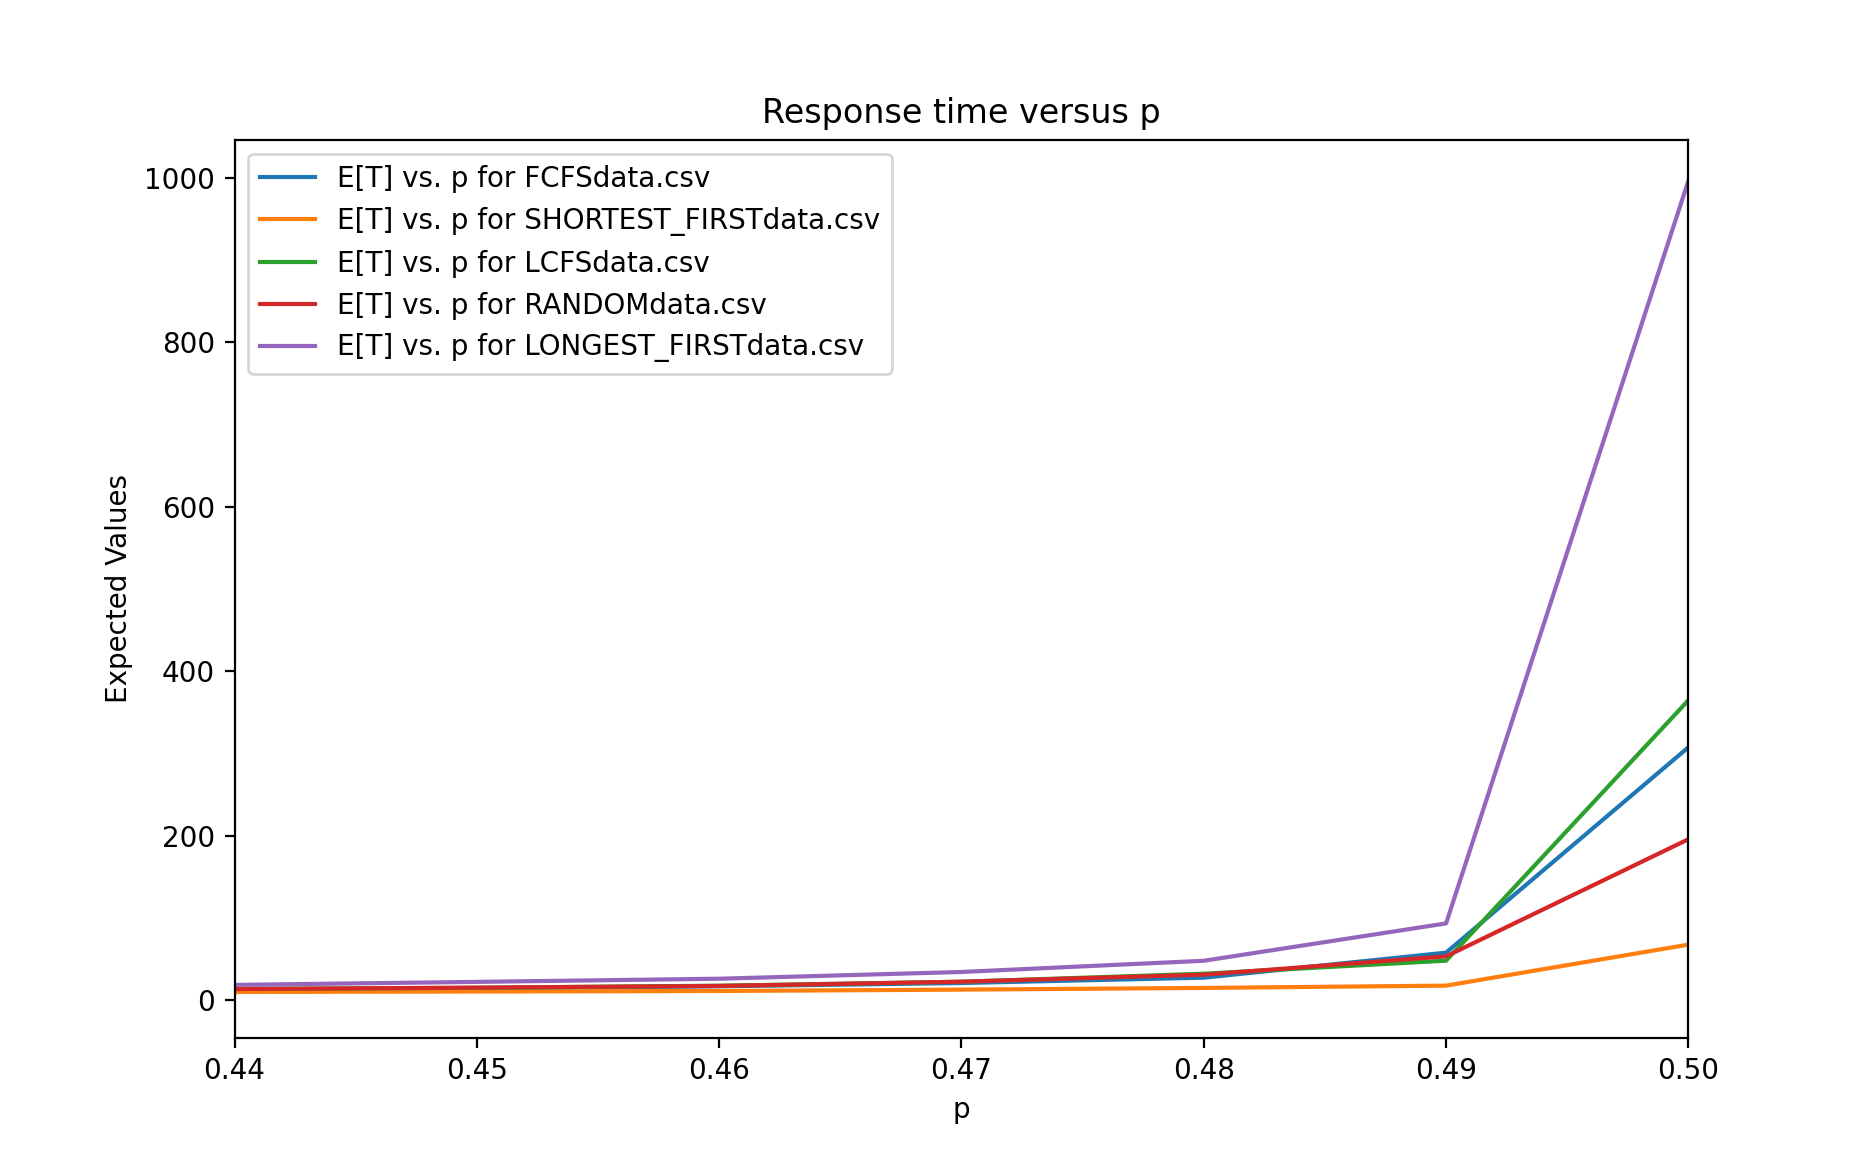 Response time versus p
E[T] vs. p for FCFSdata.csv
E[T] vs. p for SHORTEST_FIRSTdata.csv
E[T] vs. p for LCFSdata.csv
E[T] vs. p for RANDOMdata.csv
E[T] vs. p for LONGEST_FIRSTdata.csv
1000
800
600
400
200
0
Expected Values
0.44 0.45 0.46 0.47 0.48 0.49 0.50
p